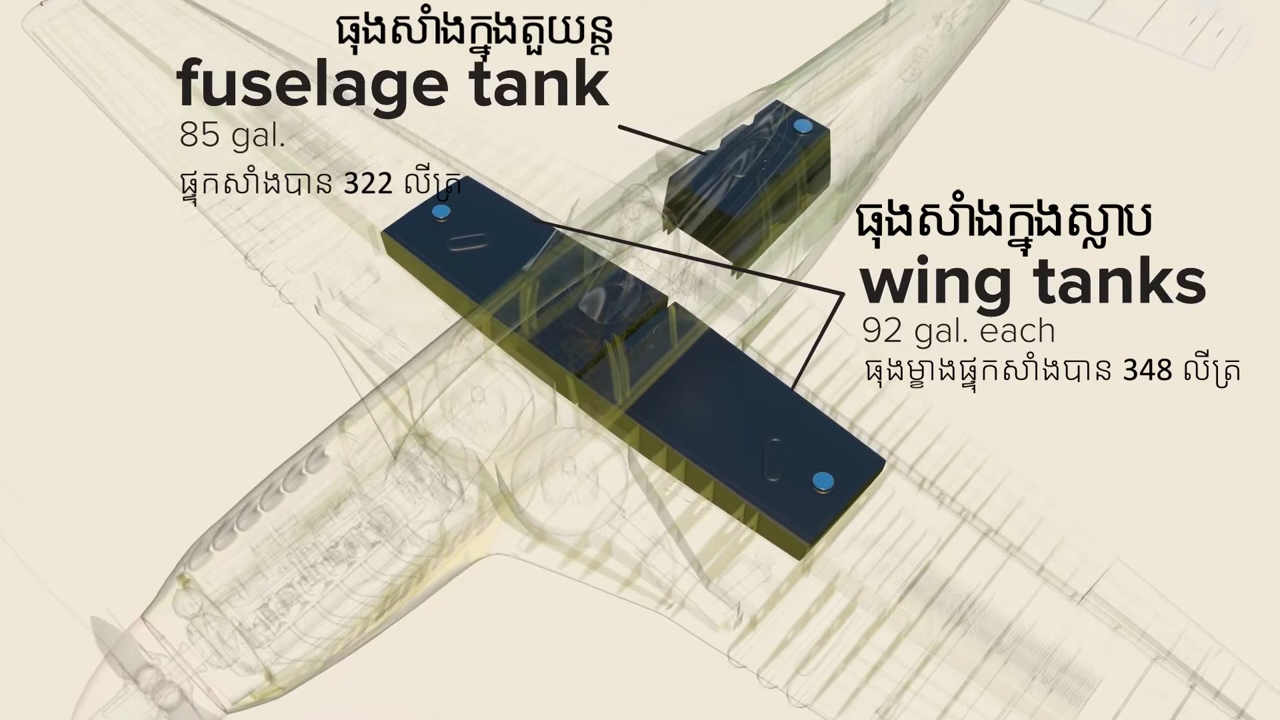 ធុងសាំងក្នុងតួយន្ត
fuselage tank
85 gal.
ផ្ទុកសាំងបាន 322 លីត្រ
ធុងសាំងក្នុងស្លាប
wing tanks
92 gal. each
ធុងម្ខាងផ្ទុកសាំងបាន 348 លីត្រ